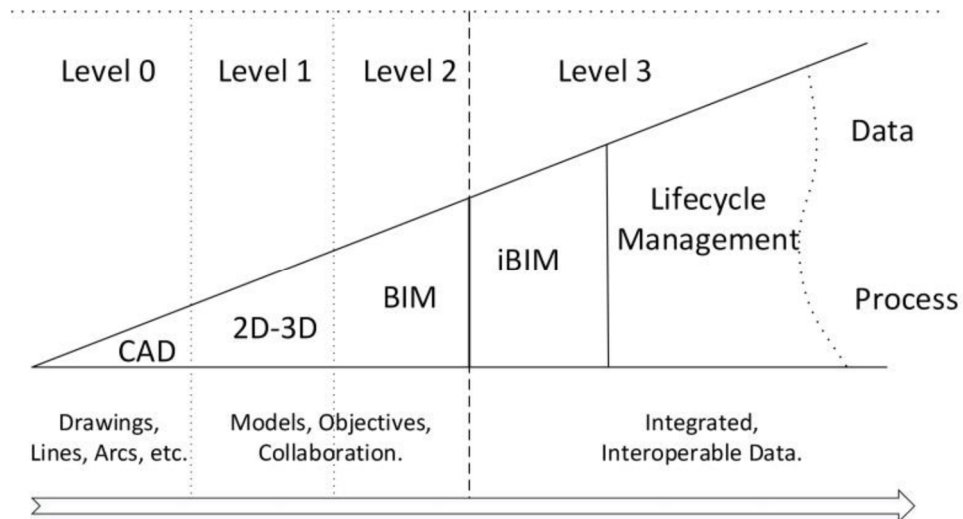 Level 0
Level 1
Level 2
Level 3
Data
Lifecycle
Management
iBIM
BIM
Process
2D-3D
CAD
Drawings,
Lines, Arcs, etc.
Models, Objectives,
Collaboration.
Integrated,
Interoperable Data.